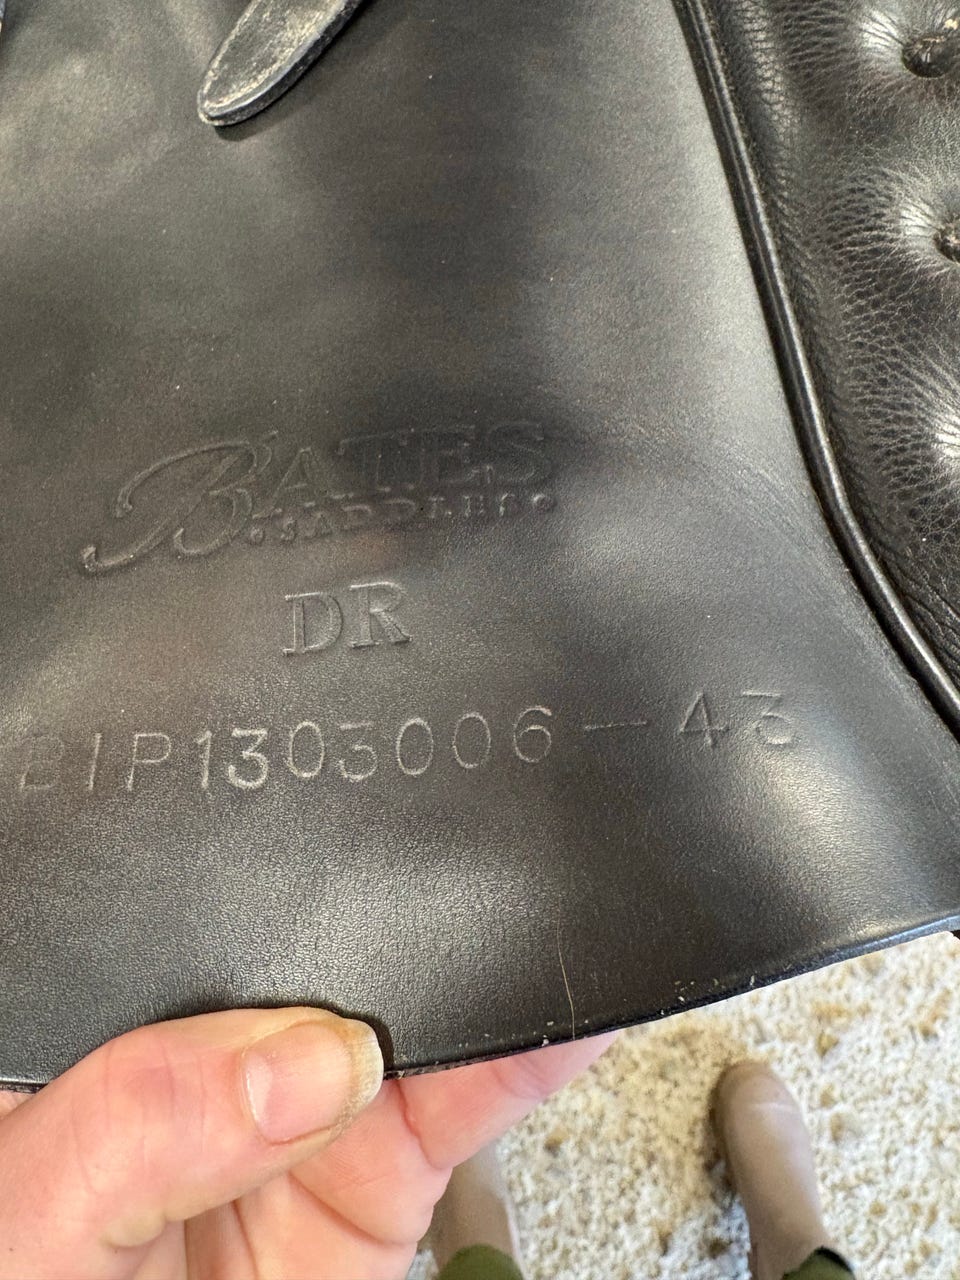 BATES
SADDLES
DR
BIP1303006-43